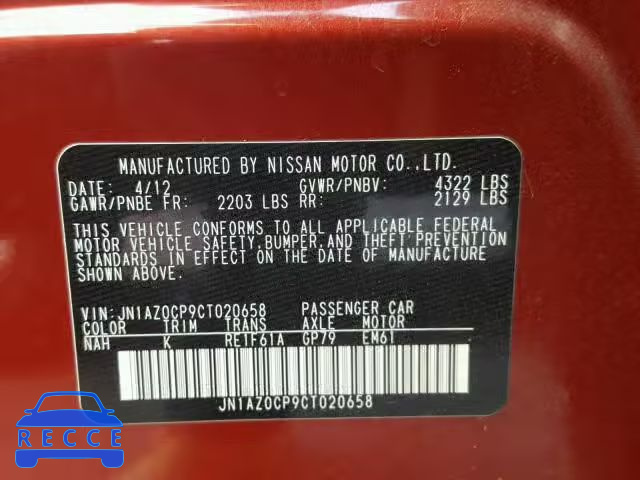 MANUFACTURED BY NISSAN MOTOR CO.,LTD.
DATE: 4/12 GVWR/PNBV: 4322 LBS
GAWR/PNBE FR: 2203 LBS RR: 2129 LBS
THIS VEHICLE CONFORMS TO ALL APPLICABLE FEDERAL
MOTOR VEHICLE SAFETY,BUMPER,AND THEFT PREVENTION
STANDARDS IN EFFECT ON THE DATE OF MANUFACTURE
SHOWN ABOVE.
VIN:JN1AZ0CP9CT020658 PASSENGER CAR
COLOR TRIM TRANS AXLE MOTOR
NAH K RE1F61A GP79 EM61
JN1AZ0CP9CT020658
RECCE